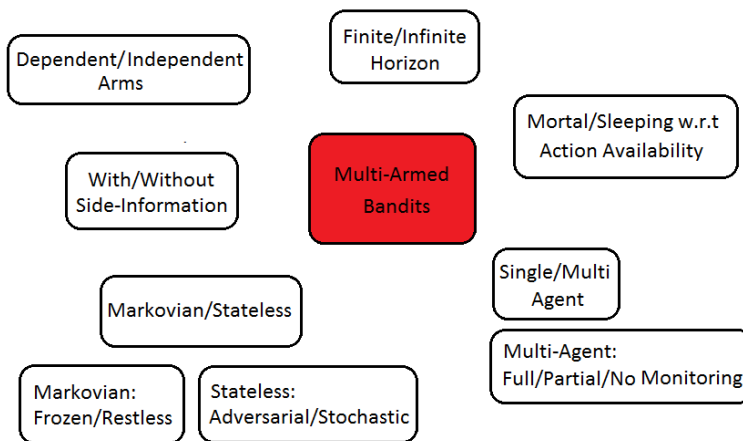 Finite/Infinite
Horizon
Dependent/Independent
Arms
Mortal/Sleeping w.r.t
Action Availability
Multi-Armed
Bandits
With/Without
Side-Information
Single/Multi
Agent
Markovian/Stateless
Multi-Agent:
Full/Partial/No Monitoring
Markovian:
Frozen/Restless
Stateless:
Adversarial/Stochastic